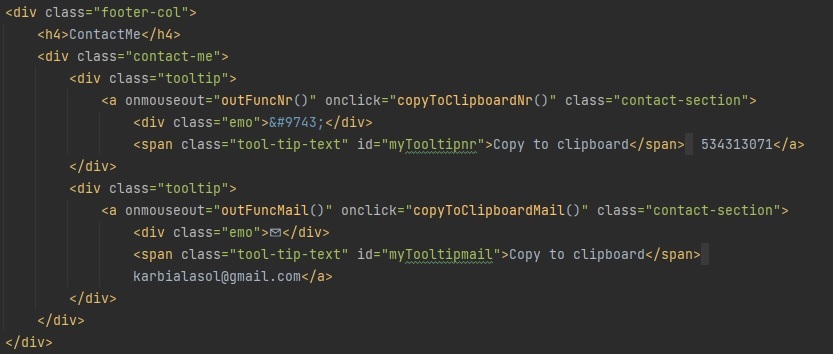 <div class="footer-col">
<h4>ContactMe</h4>
<div class="contact-me">
<div class="tooltip">
<a onmouseout="outFuncNr()" onclick="copyToClipboardNr()" class="contact-section">
<div class="emo">&#9743;</div>
<span class="tool-tip-text" id="myTooltipnr">Copy to clipboard</span> 534313071</a>
</div>
<div class="tooltip">
<a onmouseout="outFuncMail()" onclick="copyToClipboardMail()" class="contact-section">
<div class="emo">🖂</div>
<span class="tool-tip-text" id="myTooltipmail">Copy to clipboard</span>
karbialasol@gmail.com</a>
</div>
</div>
</div>